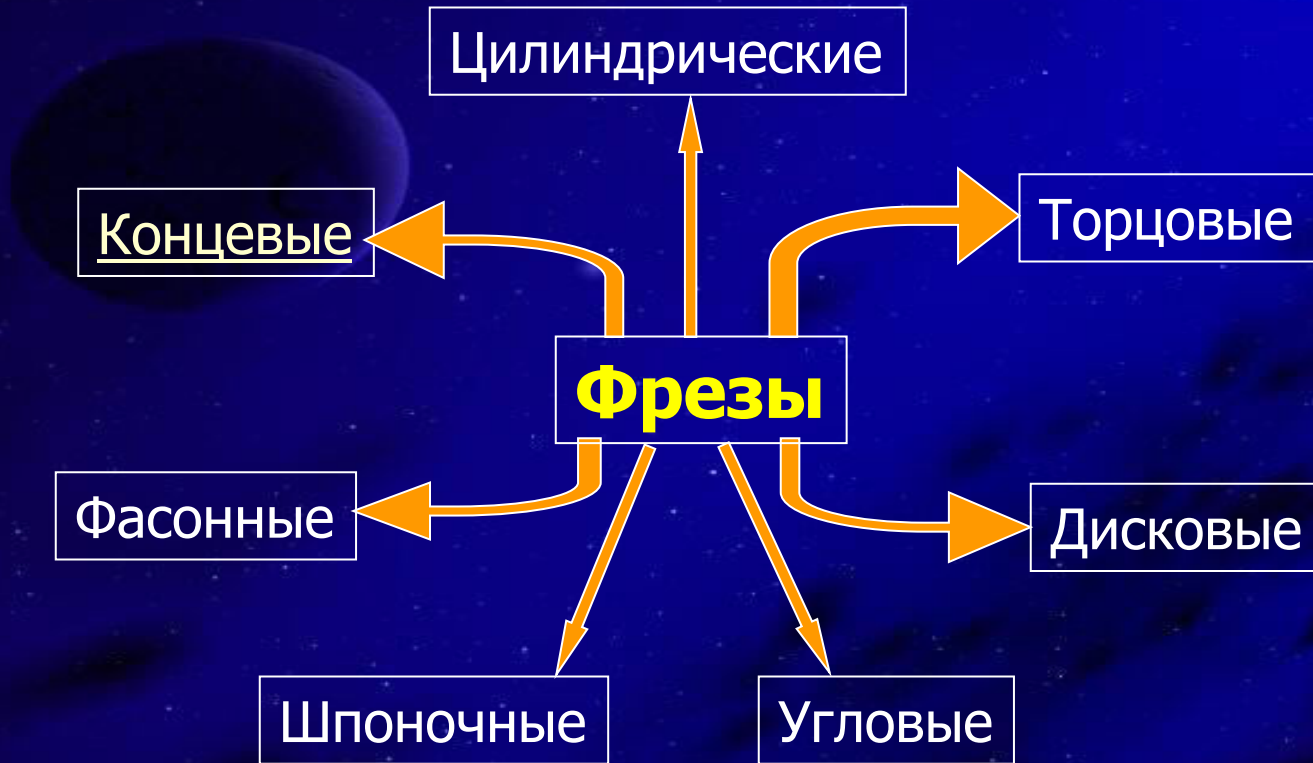 Цилиндрические
Концевые
Торцовые
Фрезы
Фасонные
Дисковые
Шпоночные
Угловые